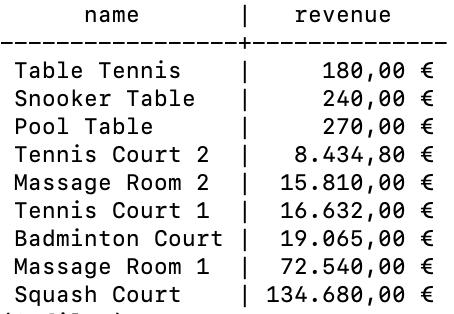 name | revenue
-----------------+--------------
Table Tennis | 180,00 €
Snooker Table | 240,00 €
Pool Table | 270,00 €
Tennis Court 2 | 8.434,80 €
Massage Room 2 | 15.810,00 €
Tennis Court 1 | 16.632,00 €
Badminton Court | 19.065,00 €
Massage Room 1 | 72.540,00 €
Squash Court | 134.680,00 €